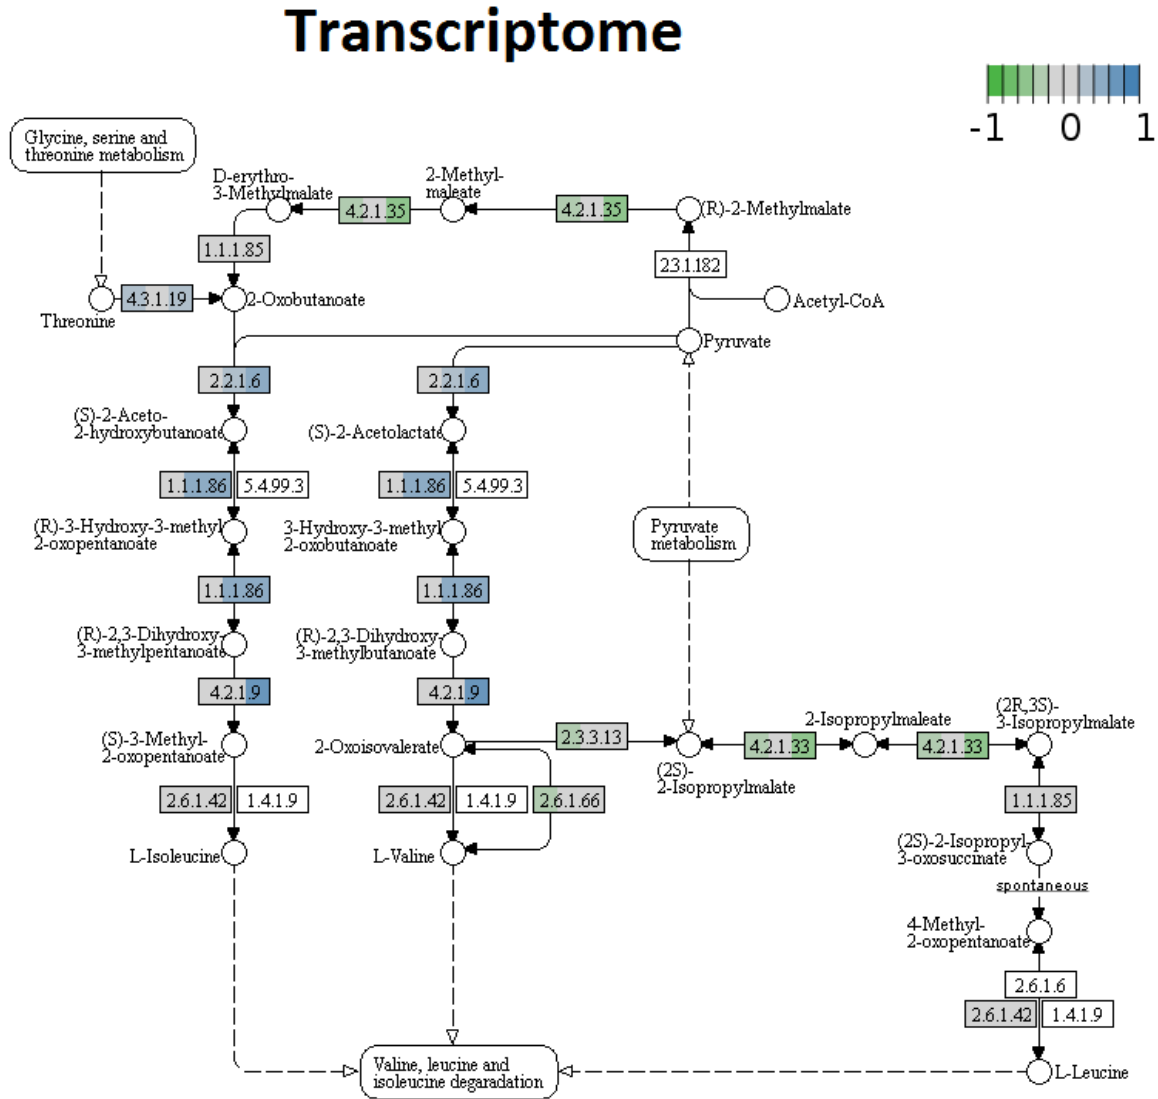 Transcriptome
-1 0 1
Glycine, serine and
threonine metabolism
D-erythro-
3-Methylmalate
2-Methyl-
maleate
4.2.1.35
4.2.1.35
(R)-2-Methylmalate
1.1.1.85
2.3.1.182
4.3.1.19
2-Oxobutanoate
Acetyl-CoA
Threonine
Pyruvate
2.2.1.6
2.2.1.6
(S)-2-Aceto-
2-hydroxybutanoate
(S)-2-Acetolactate
1.1.1.86
5.4.99.3
1.1.1.86
5.4.99.3
(R)-3-Hydroxy-3-methyl
2-oxopentanoate
3-Hydroxy-3-methyl
2-oxobutanoate
Pyruvate
metabolism
1.1.1.86
1.1.1.86
(R)-2,3-Dihydroxy-
3-methylpentanoate
(R)-2,3-Dihydroxy-
3-methylbutanoate
4.2.1.9
4.2.1.9
(S)-3-Methyl-
2-oxopentanoate
2-Oxoisovalerate
2.3.3.13
(2S)-
2-Isopropylmalate
4.2.1.33
2-Isopropylmaleate
4.2.1.33
(2R,3S)-
3-Isopropylmalate
2.6.1.42
1.4.1.9
2.6.1.42
1.4.1.9
2.6.1.66
1.1.1.85
L-Isoleucine
L-Valine
(2S)-2-Isopropyl-
3-oxosuccinate
spontaneous
4-Methyl-
2-oxopentanoate
2.6.1.6
2.6.1.42
1.4.1.9
Valine, leucine and
isoleucine degaradation
L-Leucine